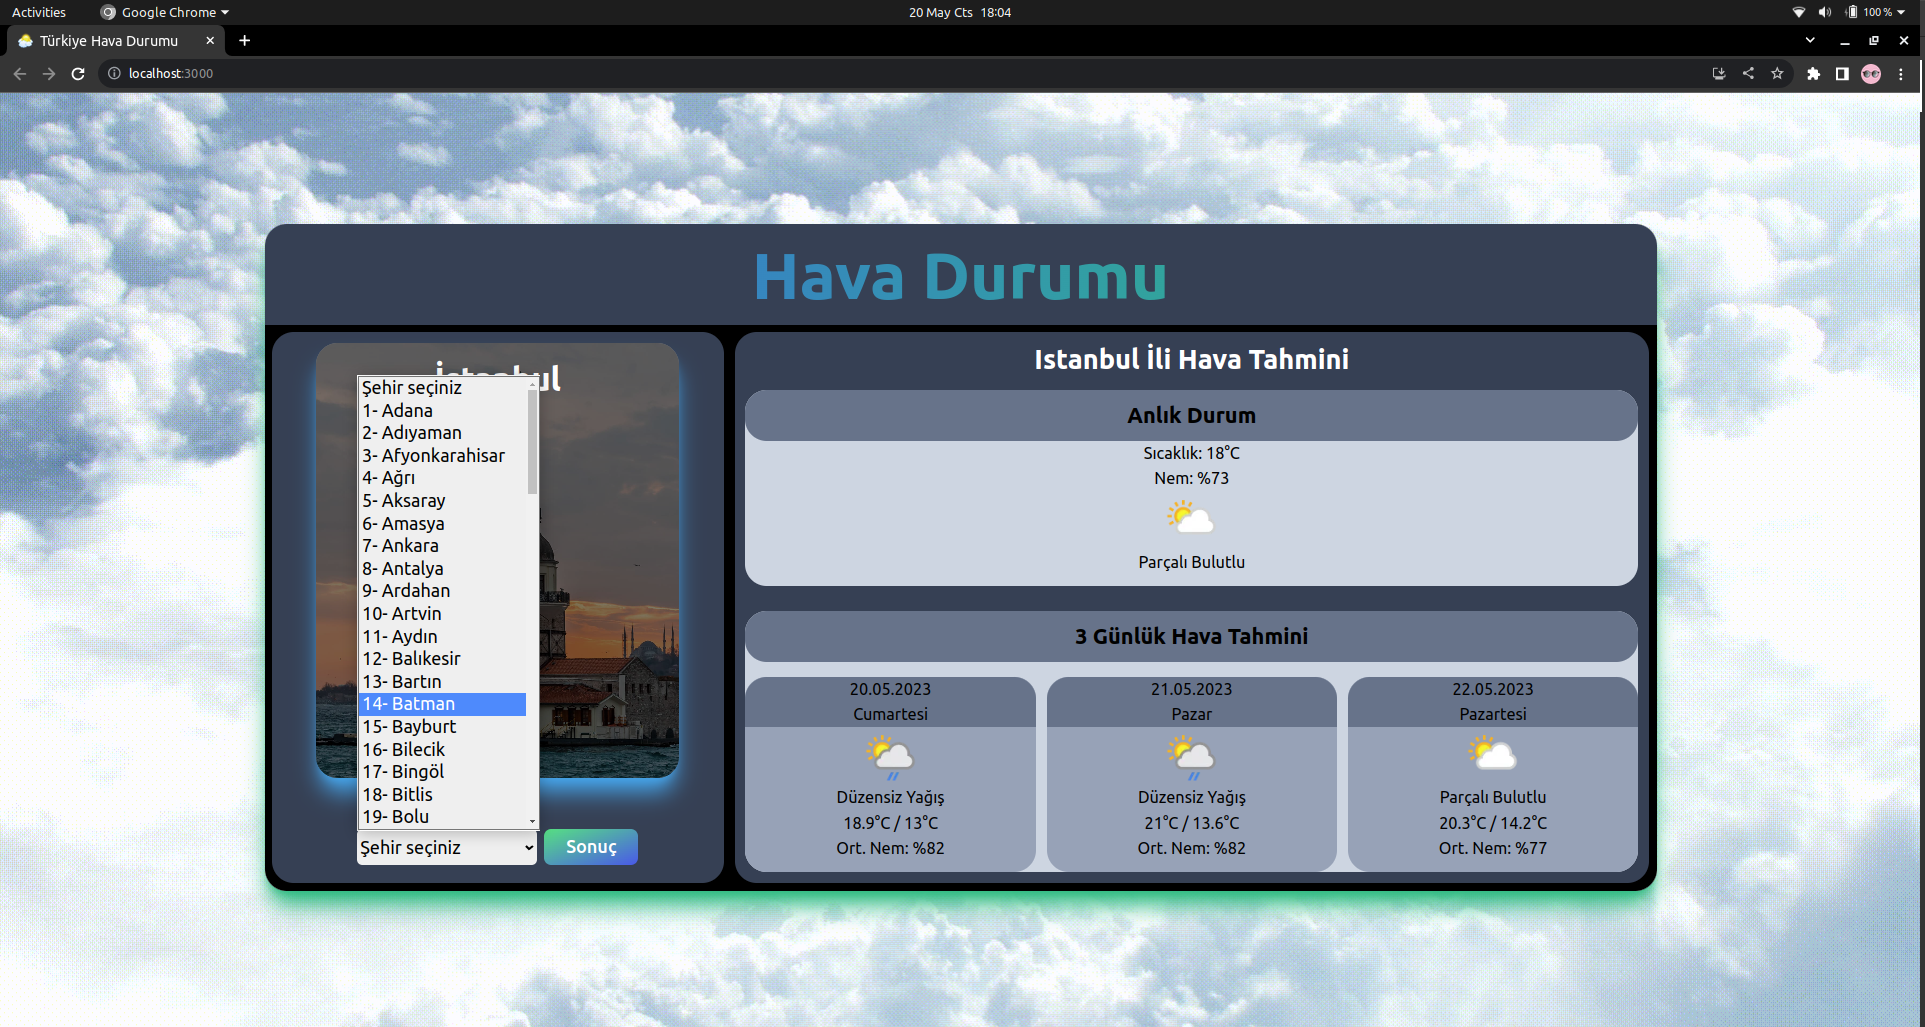 Activities
Google Chrome
20 May Cts 18:04
100 %
Türkiye Hava Durumu
localhost:3000
Hava Durumu
Şehir seçiniz
1- Adana
2- Adıyaman
3- Afyonkarahisar
4- Ağrı
5- Aksaray
6- Amasya
7- Ankara
8- Antalya
9- Ardahan
10- Artvin
11- Aydın
12- Balıkesir
13- Bartın
14- Batman
15- Bayburt
16- Bilecik
17- Bingöl
18- Bitlis
19- Bolu
Şehir seçiniz
Sonuç
Istanbul İli Hava Tahmini
Anlık Durum
Sıcaklık: 18°C
Nem: %73
Parçalı Bulutlu
3 Günlük Hava Tahmini
20.05.2023
Cumartesi
Düzensiz Yağış
18.9°C / 13°C
Ort. Nem: %82
21.05.2023
Pazar
Düzensiz Yağış
21°C / 13.6°C
Ort. Nem: %82
22.05.2023
Pazartesi
Parçalı Bulutlu
20.3°C / 14.2°C
Ort. Nem: %77